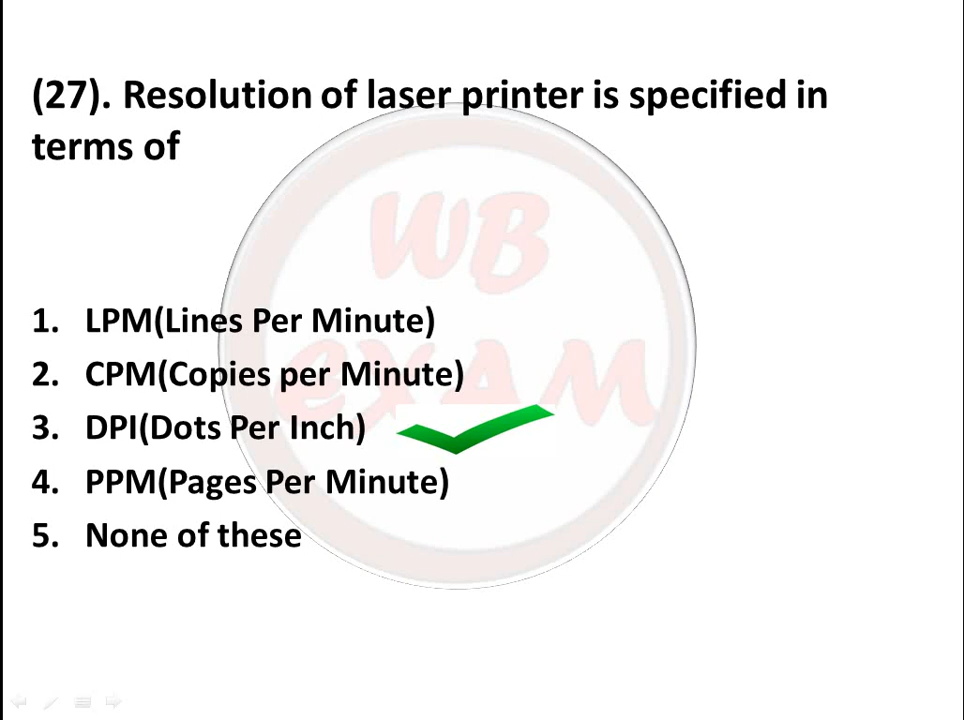 (27). Resolution of laser printer is specified in
terms of
WB
exAM
1. LPM(Lines Per Minute)
2. CPM(Copies per Minute)
3. DPI(Dots Per Inch)
4. PPM(Pages Per Minute)
5. None of these